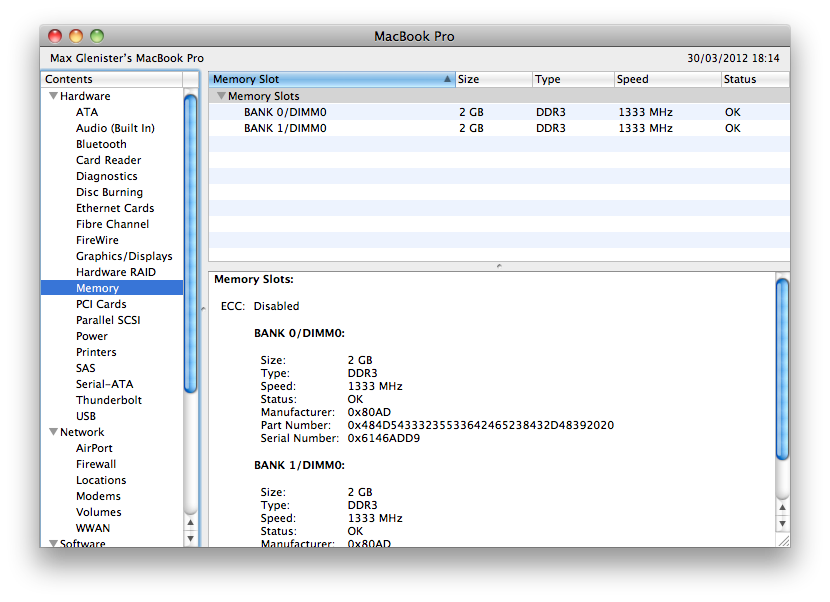 MacBook Pro
Max Glenister's MacBook Pro 30/03/2012 18:14
Contents
Hardware
ATA
Audio (Built In)
Bluetooth
Card Reader
Diagnostics
Disc Burning
Ethernet Cards
Fibre Channel
FireWire
Graphics/Displays
Hardware RAID
Memory
PCI Cards
Parallel SCSI
Power
Printers
SAS
Serial-ATA
Thunderbolt
USB
Network
AirPort
Firewall
Locations
Modems
Volumes
WWAN
Software
Memory Slot Size Type Speed Status
Memory Slots
BANK 0/DIMM0 2 GB DDR3 1333 MHz OK
BANK 1/DIMM0 2 GB DDR3 1333 MHz OK
Memory Slots:
ECC: Disabled
BANK 0/DIMM0:
Size: 2 GB
Type: DDR3
Speed: 1333 MHz
Status: OK
Manufacturer: 0x80AD
Part Number: 0x484D5433323553364246523843​2D48392020
Serial Number: 0x6146ADD9
BANK 1/DIMM0:
Size: 2 GB
Type: DDR3
Speed: 1333 MHz
Status: OK
Manufacturer: 0x80AD